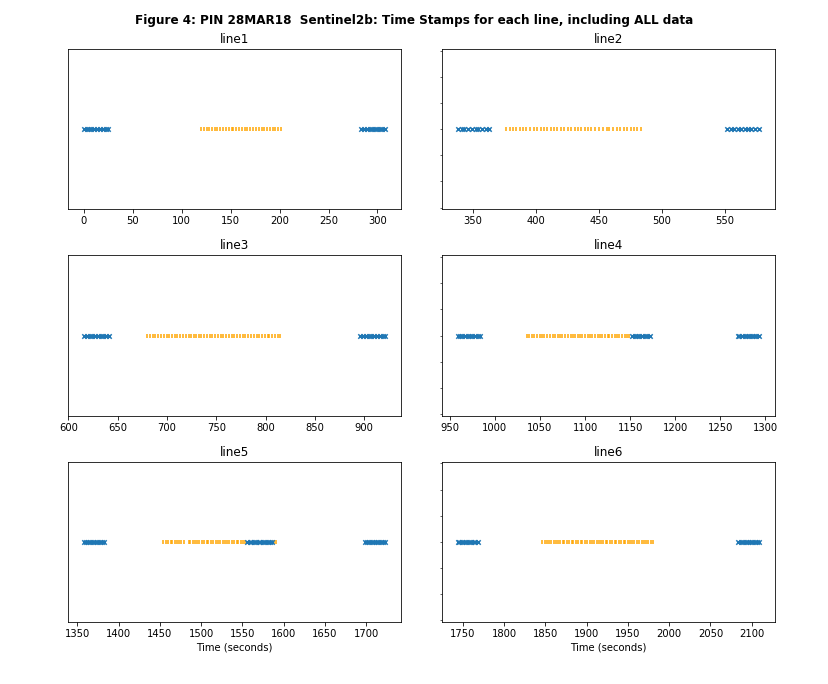 Figure 4: PIN 28MAR18  Sentinel2b: Time Stamps for each line, including ALL data
line1
line2
0 50 100 150 200 250 300
350 400 450 500 550
line3
line4
600 650 700 750 800 850 900
950 1000 1050 1100 1150 1200 1250 1300
line5
line6
1350 1400 1450 1500 1550 1600 1650 1700
1750 1800 1850 1900 1950 2000 2050 2100
Time (seconds)
Time (seconds)